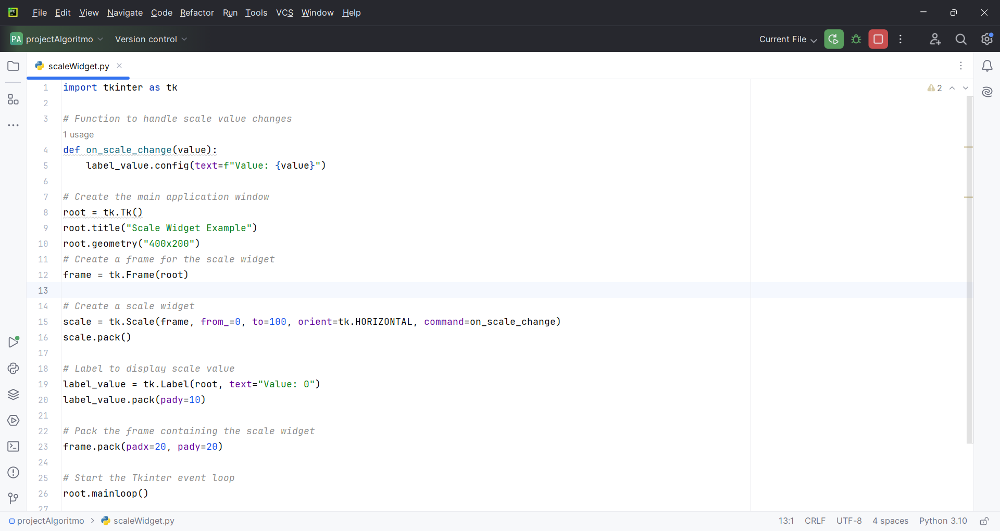 PC File Edit View Navigate Code Refactor Run Tools VCS Window Help
PA projectAlgoritmo Version control Current File
scaleWidget.py
1 import tkinter as tk 2
2
3 # Function to handle scale value changes
1 usage
4 def on_scale_change(value):
5 label_value.config(text=f"Value: {value}")
6
7 # Create the main application window
8 root = tk.Tk()
9 root.title("Scale Widget Example")
10 root.geometry("400x200")
11 # Create a frame for the scale widget
12 frame = tk.Frame(root)
13
14 # Create a scale widget
15 scale = tk.Scale(frame, from_=0, to=100, orient=tk.HORIZONTAL, command=on_scale_change)
16 scale.pack()
17
18 # Label to display scale value
19 label_value = tk.Label(root, text="Value: 0")
20 label_value.pack(pady=10)
21
22 # Pack the frame containing the scale widget
23 frame.pack(padx=20, pady=20)
24
25 # Start the Tkinter event loop
26 root.mainloop()
27
projectAlgoritmo > scaleWidget.py 13:1 CRLF UTF-8 4 spaces Python 3.10